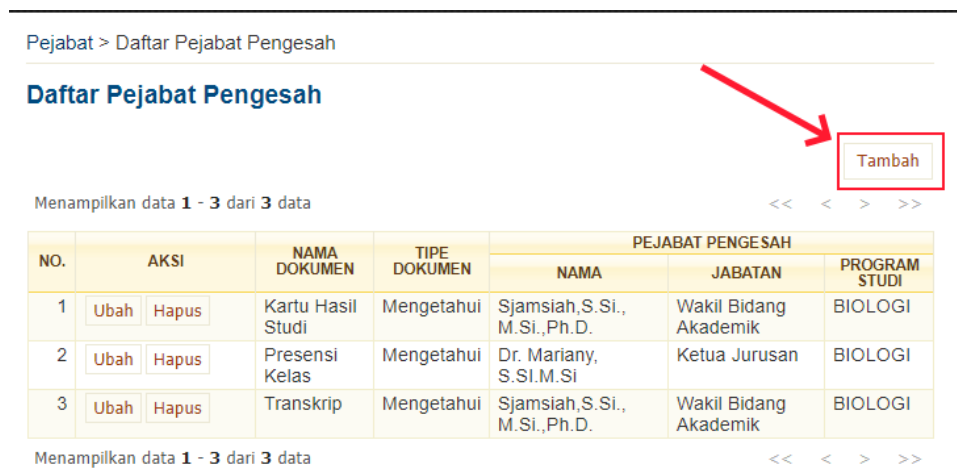 Pejabat > Daftar Pejabat Pengesah
Daftar Pejabat Pengesah
Tambah
Menampilkan data 1 - 3 dari 3 data << < > >>
NO. AKSI NAMA DOKUMEN TIPE DOKUMEN PEJABAT PENGESAH
NAMA JABATAN PROGRAM STUDI
1 Ubah Hapus Kartu Hasil Mengetahui Sjamsiah,S.Si., Wakil Bidang BIOLOGI
Studi M.Si.,Ph.D. Akademik
2 Ubah Hapus Presensi Mengetahui Dr. Mariany, Ketua Jurusan BIOLOGI
Kelas S.SI.M.Si
3 Ubah Hapus Transkrip Mengetahui Sjamsiah,S.Si., Wakil Bidang BIOLOGI
M.Si.,Ph.D. Akademik
Menampilkan data 1 - 3 dari 3 data << < > >>